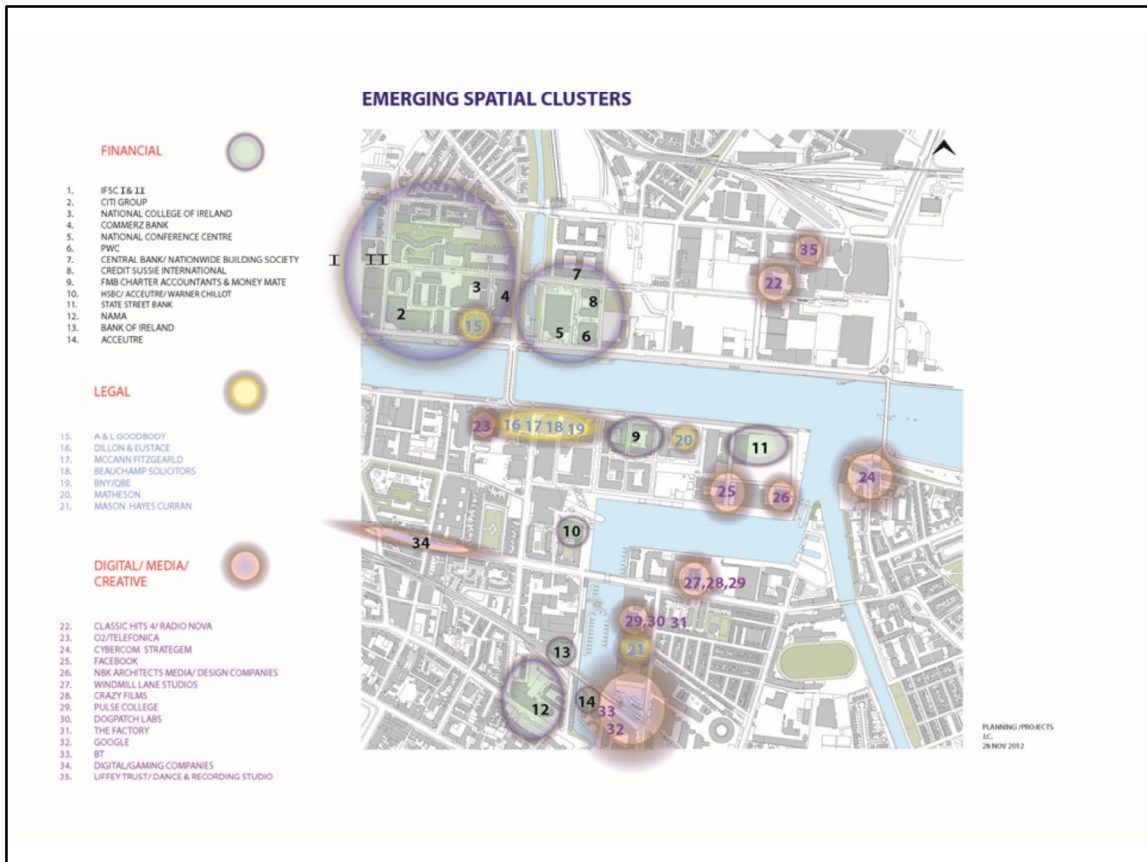 EMERGING SPATIAL CLUSTERS
FINANCIAL
1. IFSC I & II
2. CITI GROUP
3. NATIONAL COLLEGE OF IRELAND
4. COMMERZ BANK
5. NATIONAL CONFERENCE CENTRE
6. PWC
7. CENTRAL BANK/ NATIONWIDE BUILDING SOCIETY
8. CREDIT SUSSIE INTERNATIONAL
9. FMB CHARTER ACCOUNTANTS & MONEY MATE
10. HSBC/ ACCEUTRE/ WARNER CHILLOT
11. STATE STREET BANK
12. NAMA
13. BANK OF IRELAND
14. ACCEUTRE
LEGAL
15. A & L GOODBODY
16. DILLON & EUSTACE
17. MCCANN FITZGEARLD
18. BEAUCHAMP SOLICITORS
19. BNY/QBE
20. MATHESON
21. MASON HAYES CURRAN
DIGITAL/ MEDIA/
CREATIVE
22. CLASSIC HITS 4/ RADIO NOVA
23. O2/TELEFONICA
24. CYBERCOM STRATEGEM
25. FACEBOOK
26. NBK ARCHITECTS MEDIA/ DESIGN COMPANIES
27. WINDMILL LANE STUDIOS
28. CRAZY FILMS
29. PULSE COLLEGE
30. DOGPATCH LABS
31. THE FACTORY
32. GOOGLE
33. BT
34. DIGITAL/GAMING COMPANIES
35. LIFFEY TRUST/ DANCE & RECORDING STUDIO
35
I II
7
22
3
4
8
2
15
5
6
23
16 17 18 19
9
20
11
24
25
26
10
34
27,28,29
29,30 31
21
13
14
12
33
32
PLANNING /PROJECTS
J.C.
28 NOV 2012